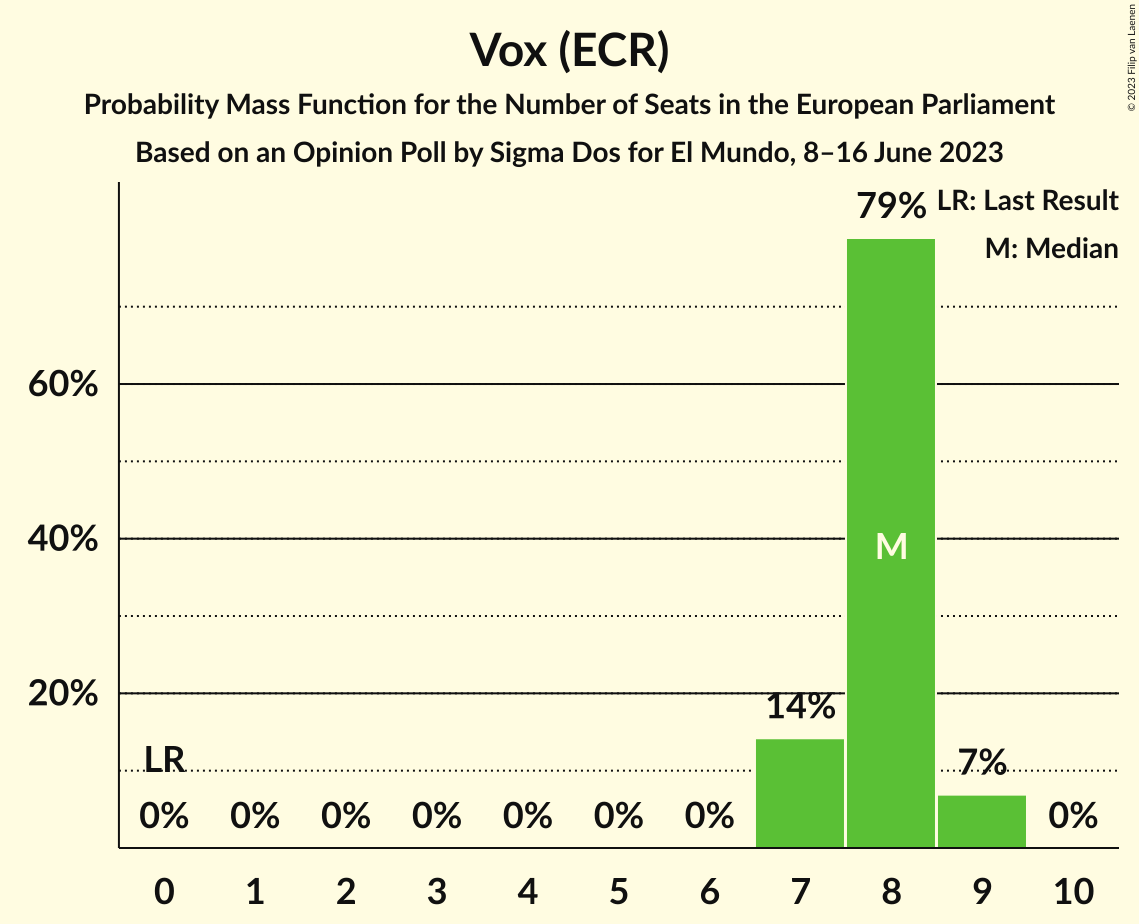 Vox (ECR)
Probability Mass Function for the Number of Seats in the European Parliament
Based on an Opinion Poll by Sigma Dos for El Mundo, 8–16 June 2023
© 2023 Filip van Laenen
LR: Last Result
M: Median
79%
60%
40%
M
20%
14%
LR
7%
0% 0% 0% 0% 0% 0% 0% 0%
0 1 2 3 4 5 6 7 8 9 10